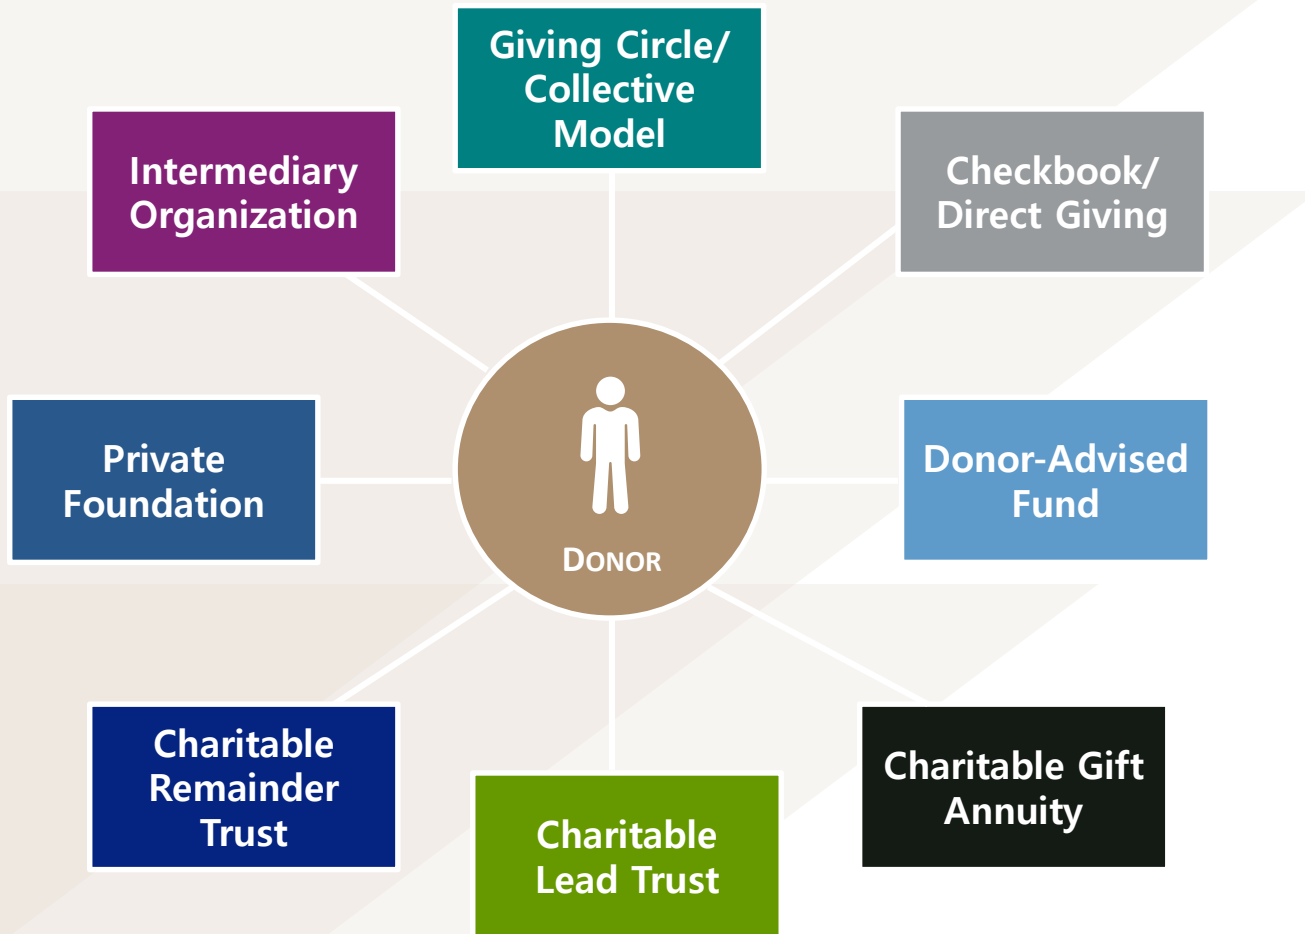 Giving Circle/
Collective
Model
Intermediary
Organization
Checkbook/
Direct Giving
Private
Foundation
Donor-Advised
Fund
DONOR
Charitable
Remainder
Trust
Charitable
Lead Trust
Charitable Gift
Annuity